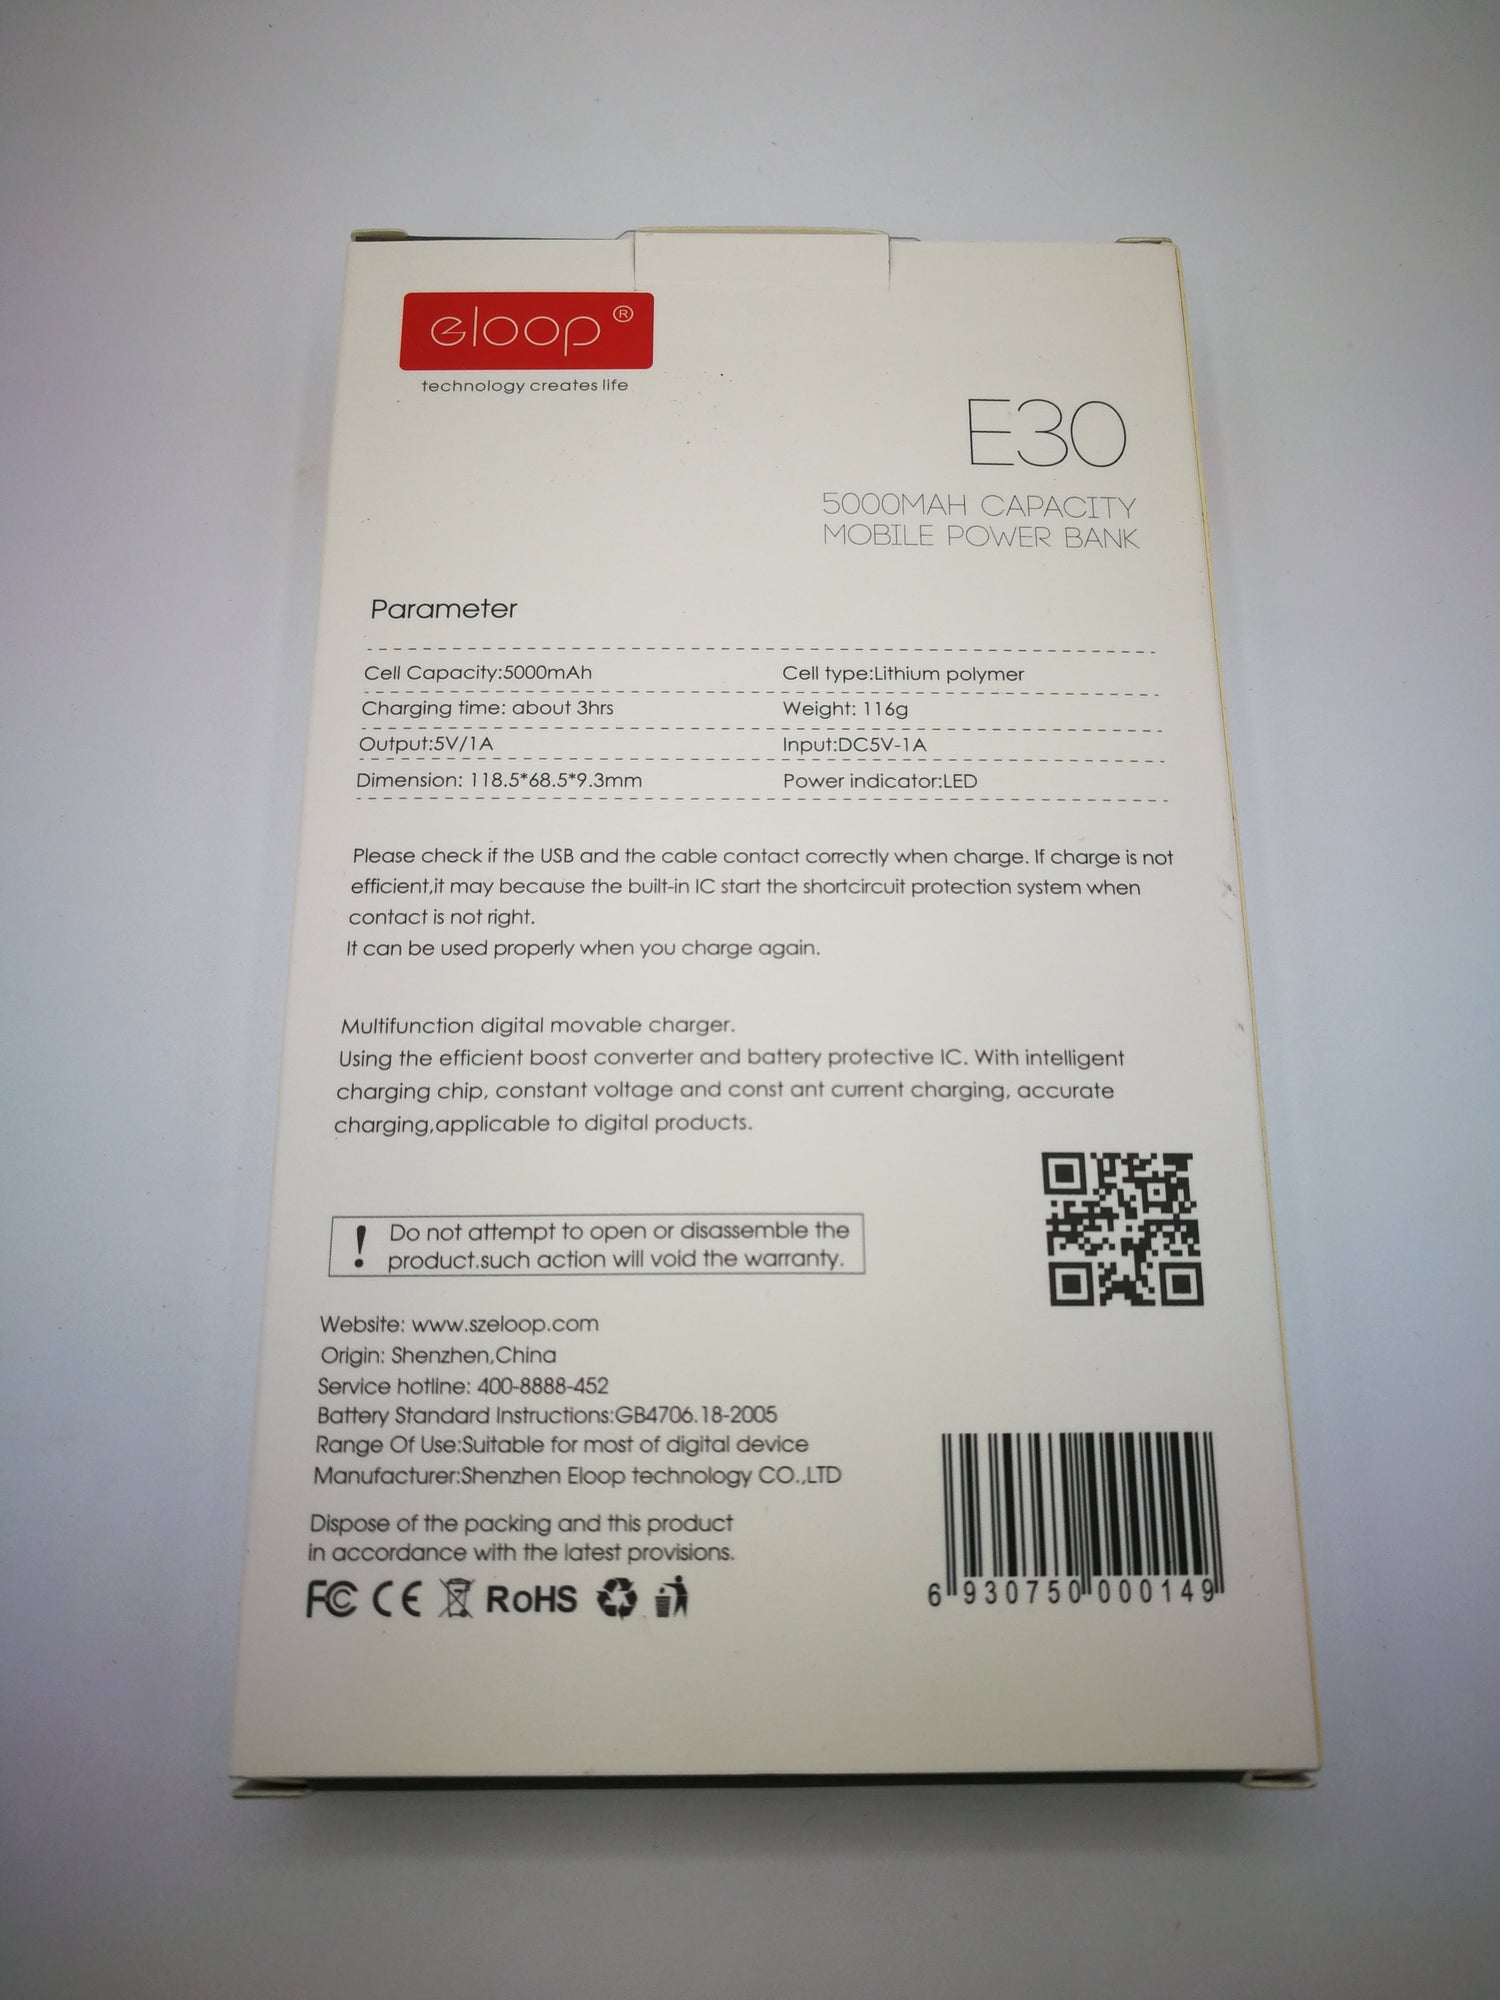 eloop®
technology creates life
E30
5000MAH CAPACITY
MOBILE POWER BANK
Parameter
Cell Capacity:5000mAh Cell type:Lithium polymer
Charging time: about 3hrs Weight: 116g
Output:5V/1A Input:DC5V-1A
Dimension: 118.5*68.5*9.3mm Power indicator:LED
Please check if the USB and the cable contact correctly when charge. If charge is not
efficient,it may because the built-in IC start the shortcircuit protection system when
contact is not right.
It can be used properly when you charge again.
Multifunction digital movable charger.
Using the efficient boost converter and battery protective IC. With intelligent
charging chip, constant voltage and const ant current charging, accurate
charging,applicable to digital products.
! Do not attempt to open or disassemble the
product.such action will void the warranty.
Website: www.szeloop.com
Origin: Shenzhen,China
Service hotline: 400-8888-452
Battery Standard Instructions:GB4706.18-2005
Range Of Use:Suitable for most of digital device
Manufacturer:Shenzhen Eloop technology CO.,LTD
Dispose of the packing and this product
in accordance with the latest provisions.
FC CE RoHS
6 930750 000149